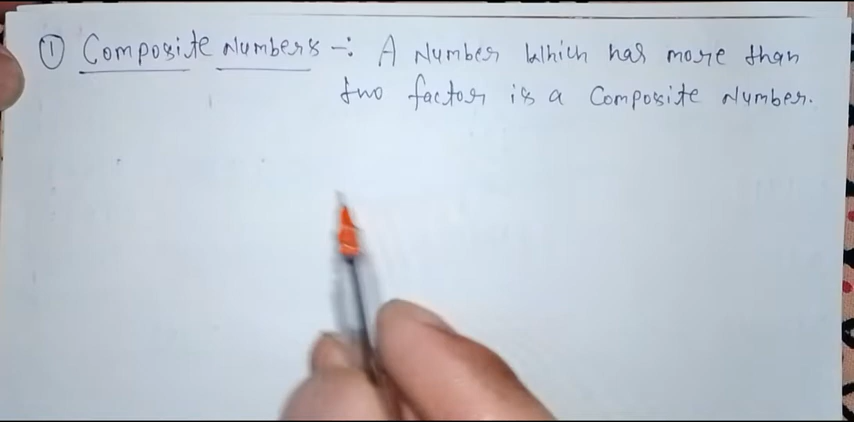 ① Composite Numbers -: A Number Which has more than
two factor is a Composite Number.